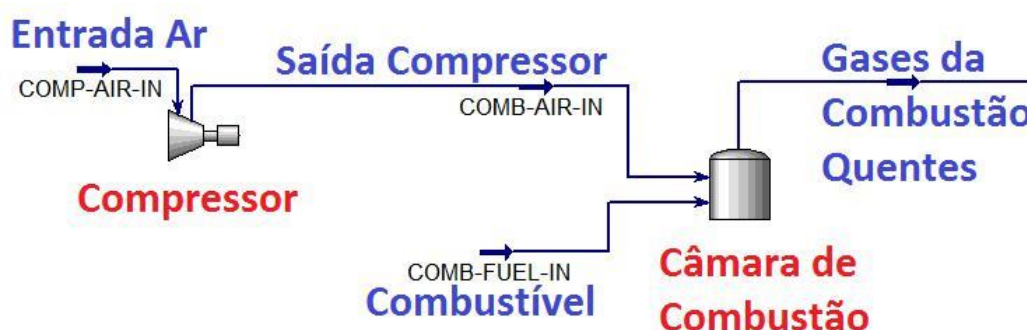 Entrada Ar
COMP-AIR-IN
Saída Compressor
COMB-AIR-IN
Gases da
Combustão
Quentes
Compressor
COMB-FUEL-IN
Combustível
Câmara de
Combustão